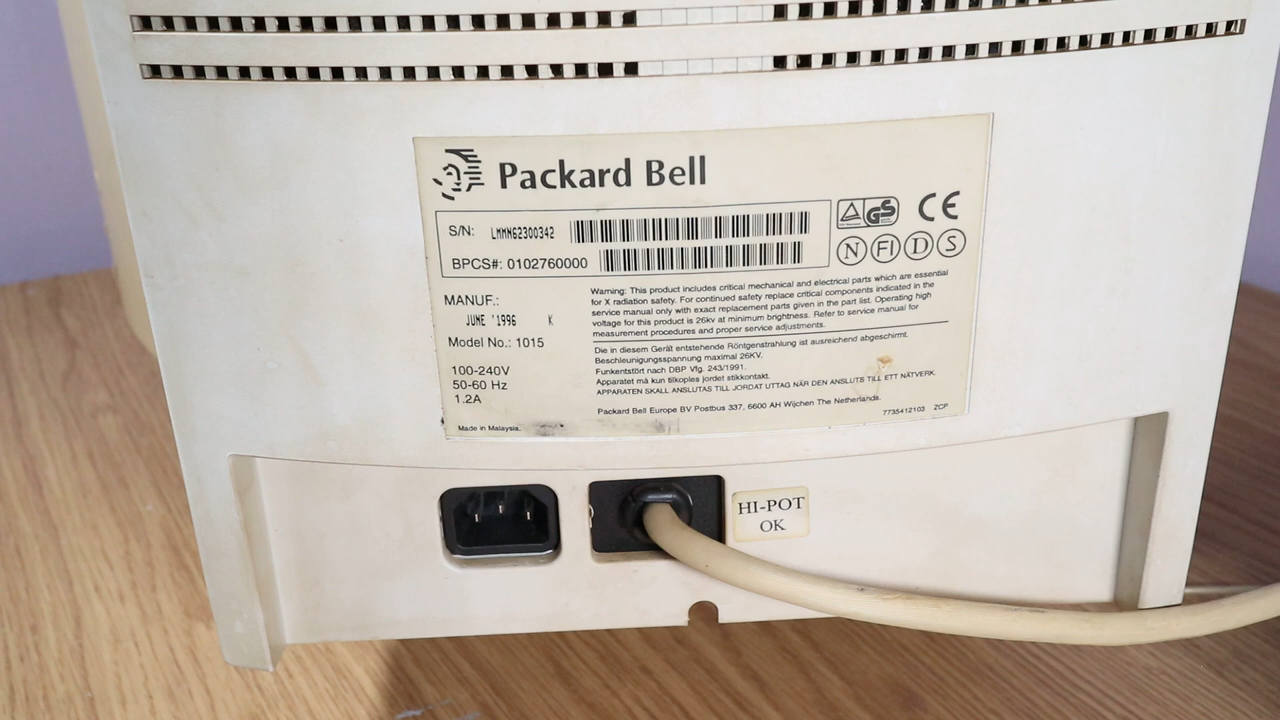 Packard Bell
S/N: LMMN62300342
BPCS#: 0102760000
GS
CE
N FI D S
MANUF.:
JUNE '1996 K
Model No.: 1015
100-240V
50-60 Hz
1.2A
Made in Malaysia.
Warning: This product includes critical mechanical and electrical parts which are essential
for X radiation safety. For continued safety replace critical components indicated in the
service manual only with exact replacement parts given in the part list. Operating high
voltage for this product is 26kv at minimum brightness. Refer to service manual for
measurement procedures and proper service adjustments.
Die in diesem Gerät entstehende Röntgenstrahlung ist ausreichend abgeschirmt.
Beschleunigungsspannung maximal 26KV.
Funkentstört nach DBP Vfg. 243/1991.
Apparatet må kun tilkoples jordet stikkontakt.
APPARATEN SKALL ANSLUTAS TILL JORDAT UTTAG NÄR DEN ANSLUTS TILL ETT NÄTVERK.
Packard Bell Europe BV Postbus 337, 6600 AH Wijchen The Netherlands.
7735412103 ZCP
HI-POT
OK